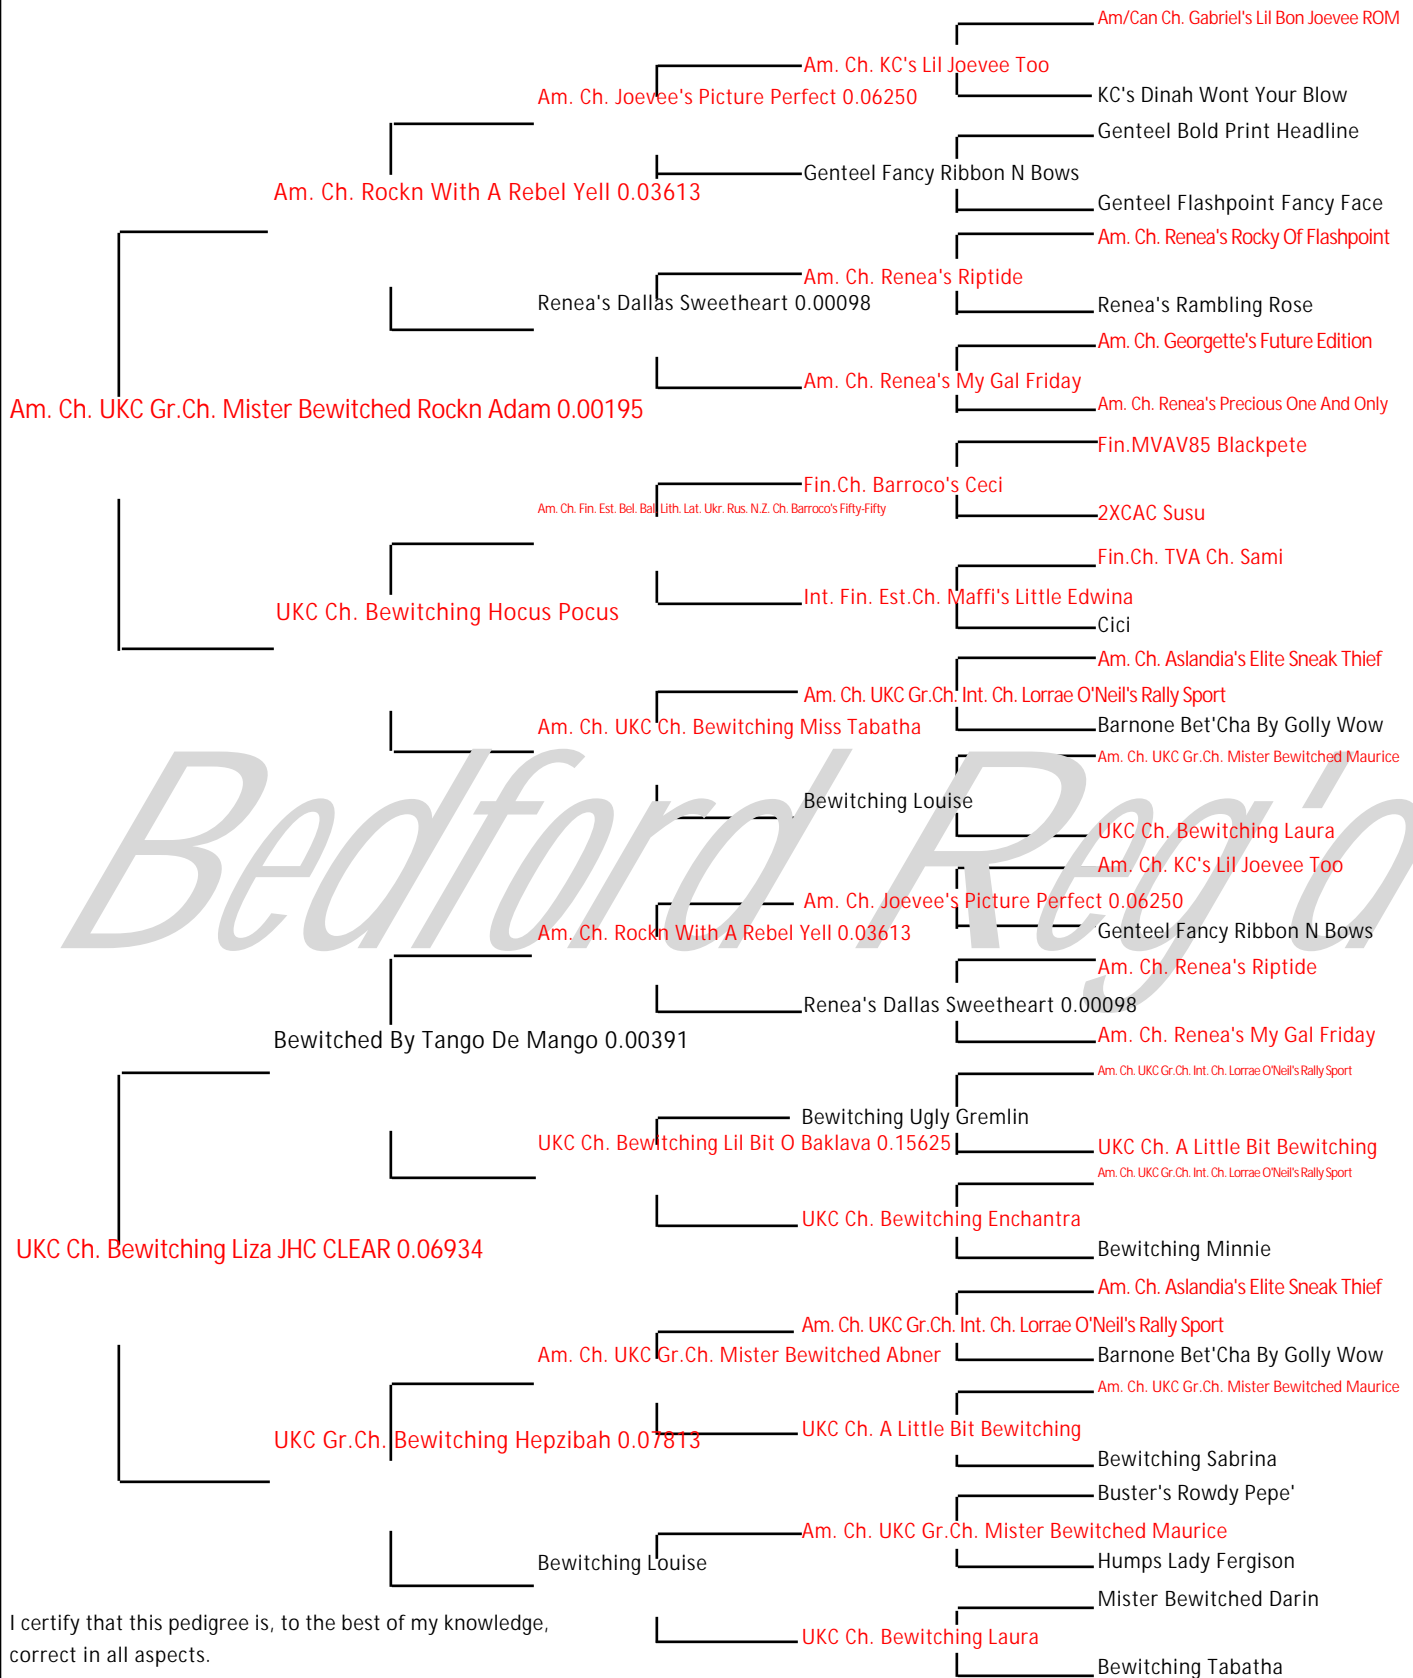 Am/Can Ch. Gabriel's Lil Bon Joevee ROM
Am. Ch. KC's Lil Joevee Too
Am. Ch. Joevee's Picture Perfect 0.06250
KC's Dinah Wont Your Blow
Genteel Bold Print Headline
Genteel Fancy Ribbon N Bows
Am. Ch. Rockn With A Rebel Yell 0.03613
Genteel Flashpoint Fancy Face
Am. Ch. Renea's Rocky Of Flashpoint
Am. Ch. Renea's Riptide
Renea's Dallas Sweetheart 0.00098
Renea's Rambling Rose
Am. Ch. Georgette's Future Edition
Am. Ch. Renea's My Gal Friday
Am. Ch. Renea's Precious One And Only
Am. Ch. UKC Gr.Ch. Mister Bewitched Rockn Adam 0.00195
Fin.MVAV85 Blackpete
Fin.Ch. Barroco's Ceci
Am. Ch. Fin. Est. Bel. Bal. Lith. Lat. Ukr. Rus. N.Z. Ch. Barroco's Fifty-Fifty
2XCAC Susu
Fin.Ch. TVA Ch. Sami
Int. Fin. Est.Ch. Maffi's Little Edwina
UKC Ch. Bewitching Hocus Pocus
Cici
Am. Ch. Aslandia's Elite Sneak Thief
Am. Ch. UKC Gr.Ch. Int. Ch. Lorrae O'Neil's Rally Sport
Am. Ch. UKC Ch. Bewitching Miss Tabatha
Barnone Bet'Cha By Golly Wow
Am. Ch. UKC Gr.Ch. Mister Bewitched Maurice
Bewitching Louise
UKC Ch. Bewitching Laura
Bedford Reg'd
Am. Ch. KC's Lil Joevee Too
Am. Ch. Joevee's Picture Perfect 0.06250
Am. Ch. Rockn With A Rebel Yell 0.03613
Genteel Fancy Ribbon N Bows
Am. Ch. Renea's Riptide
Renea's Dallas Sweetheart 0.00098
Am. Ch. Renea's My Gal Friday
Bewitched By Tango De Mango 0.00391
Am. Ch. UKC Gr.Ch. Int. Ch. Lorrae O'Neil's Rally Sport
Bewitching Ugly Gremlin
UKC Ch. Bewitching Lil Bit O Baklava 0.15625
UKC Ch. A Little Bit Bewitching
Am. Ch. UKC Gr.Ch. Int. Ch. Lorrae O'Neil's Rally Sport
UKC Ch. Bewitching Enchantra
Bewitching Minnie
UKC Ch. Bewitching Liza JHC CLEAR 0.06934
Am. Ch. Aslandia's Elite Sneak Thief
Am. Ch. UKC Gr.Ch. Int. Ch. Lorrae O'Neil's Rally Sport
Am. Ch. UKC Gr.Ch. Mister Bewitched Abner
Barnone Bet'Cha By Golly Wow
Am. Ch. UKC Gr.Ch. Mister Bewitched Maurice
UKC Ch. A Little Bit Bewitching
UKC Gr.Ch. Bewitching Hepzibah 0.07813
Bewitching Sabrina
Buster's Rowdy Pepe'
Am. Ch. UKC Gr.Ch. Mister Bewitched Maurice
Bewitching Louise
Humps Lady Fergison
Mister Bewitched Darin
UKC Ch. Bewitching Laura
Bewitching Tabatha
I certify that this pedigree is, to the best of my knowledge,
correct in all aspects.